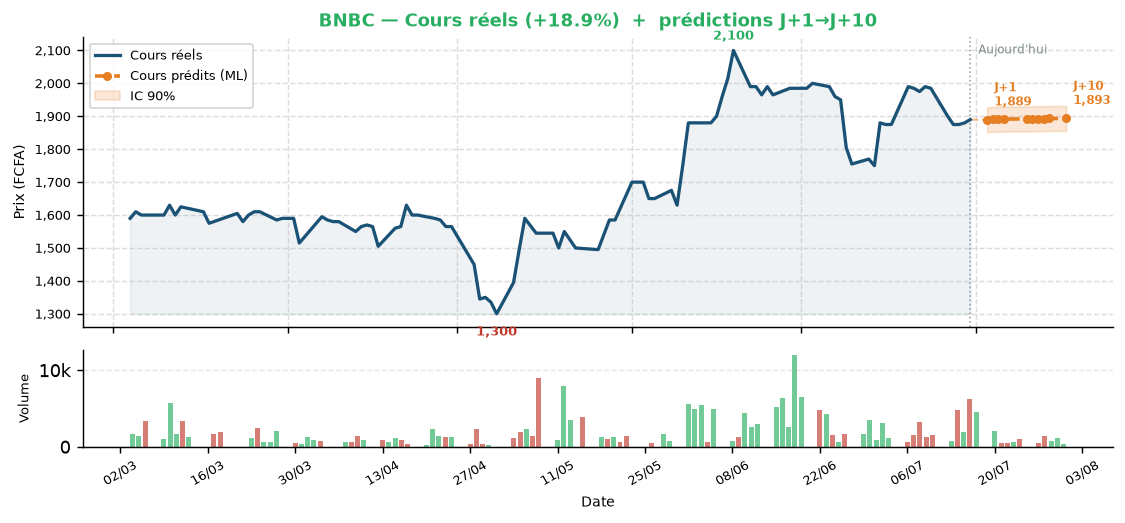 BNBC — Cours réels (+18.9%) + prédictions J+1→J+10
2,100
Aujourd'hui
Cours réels
Cours prédits (ML)
IC 90%
J+1
1,889
J+10
1,893
Prix (FCFA)
2,100
2,000
1,900
1,800
1,700
1,600
1,500
1,400
1,300
1,300
Volume
10k
0
02/03 16/03 30/03 13/04 27/04 11/05 25/05 08/06 22/06 06/07 20/07 03/08
Date